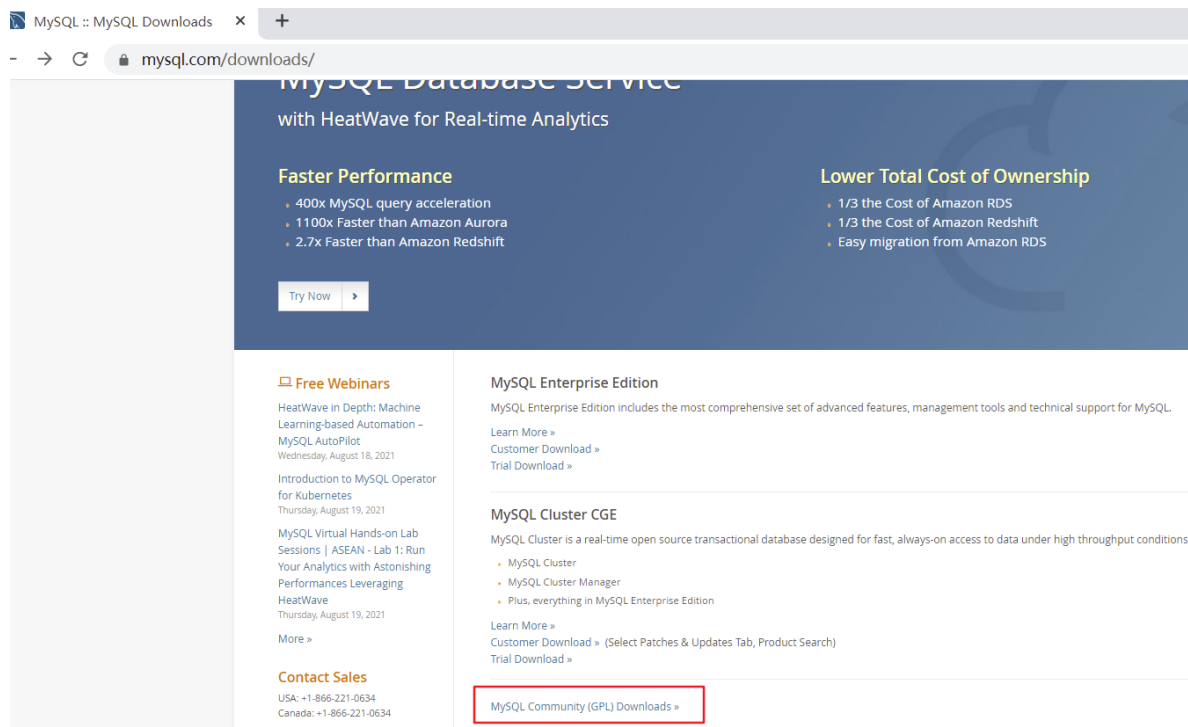 MySQL :: MySQL Downloads
mysql.com/downloads/
MySQL Database Service
with HeatWave for Real-time Analytics
Faster Performance
400x MySQL query acceleration
1100x Faster than Amazon Aurora
2.7x Faster than Amazon Redshift
Lower Total Cost of Ownership
1/3 the Cost of Amazon RDS
1/3 the Cost of Amazon Redshift
Easy migration from Amazon RDS
Try Now
Free Webinars
HeatWave in Depth: Machine
Learning-based Automation –
MySQL AutoPilot
Wednesday, August 18, 2021
Introduction to MySQL Operator
for Kubernetes
Thursday, August 19, 2021
MySQL Virtual Hands-on Lab
Sessions | ASEAN - Lab 1: Run
Your Analytics with Astonishing
Performances Leveraging
HeatWave
Thursday, August 19, 2021
More »
Contact Sales
USA: +1-866-221-0634
Canada: +1-866-221-0634
MySQL Enterprise Edition
MySQL Enterprise Edition includes the most comprehensive set of advanced features, management tools and technical support for MySQL.
Learn More »
Customer Download »
Trial Download »
MySQL Cluster CGE
MySQL Cluster is a real-time open source transactional database designed for fast, always-on access to data under high throughput conditions
MySQL Cluster
MySQL Cluster Manager
Plus, everything in MySQL Enterprise Edition
Learn More »
Customer Download » (Select Patches & Updates Tab, Product Search)
Trial Download »
MySQL Community (GPL) Downloads »